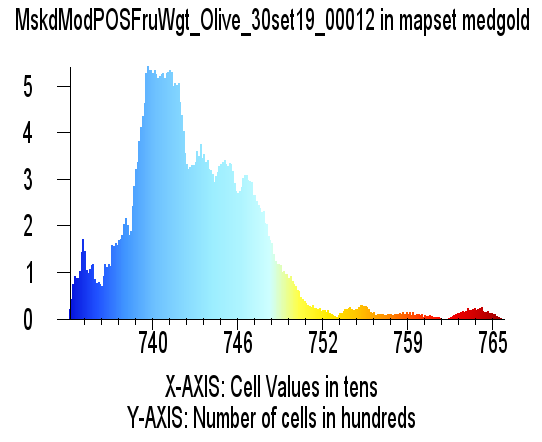 MskdModPOSFruWgt_Olive_30set19_00012 in mapset medgold
5
4
3
2
1
0
740 746 752 759 765
X-AXIS: Cell Values in tens
Y-AXIS: Number of cells in hundreds